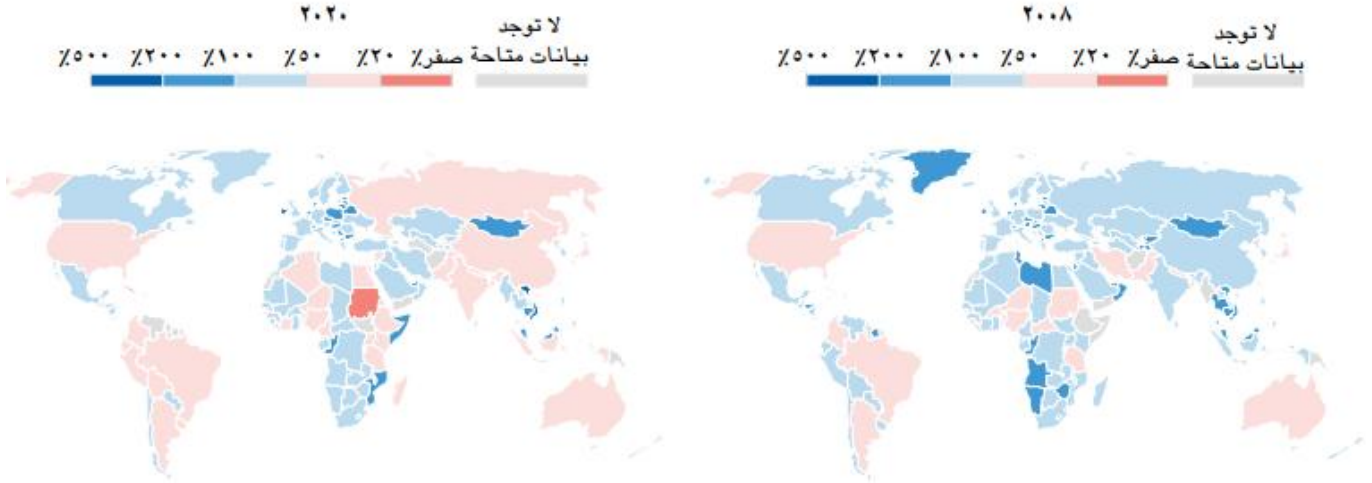 ٢٠٠٨
لا توجد
بيانات متاحة
صفر٪ ٢٠٪ ٥٠٪ ١٠٠٪ ٢٠٠٪ ٥٠٠٪
٢٠٢٠
لا توجد
بيانات متاحة
صفر٪ ٢٠٪ ٥٠٪ ١٠٠٪ ٢٠٠٪ ٥٠٠٪